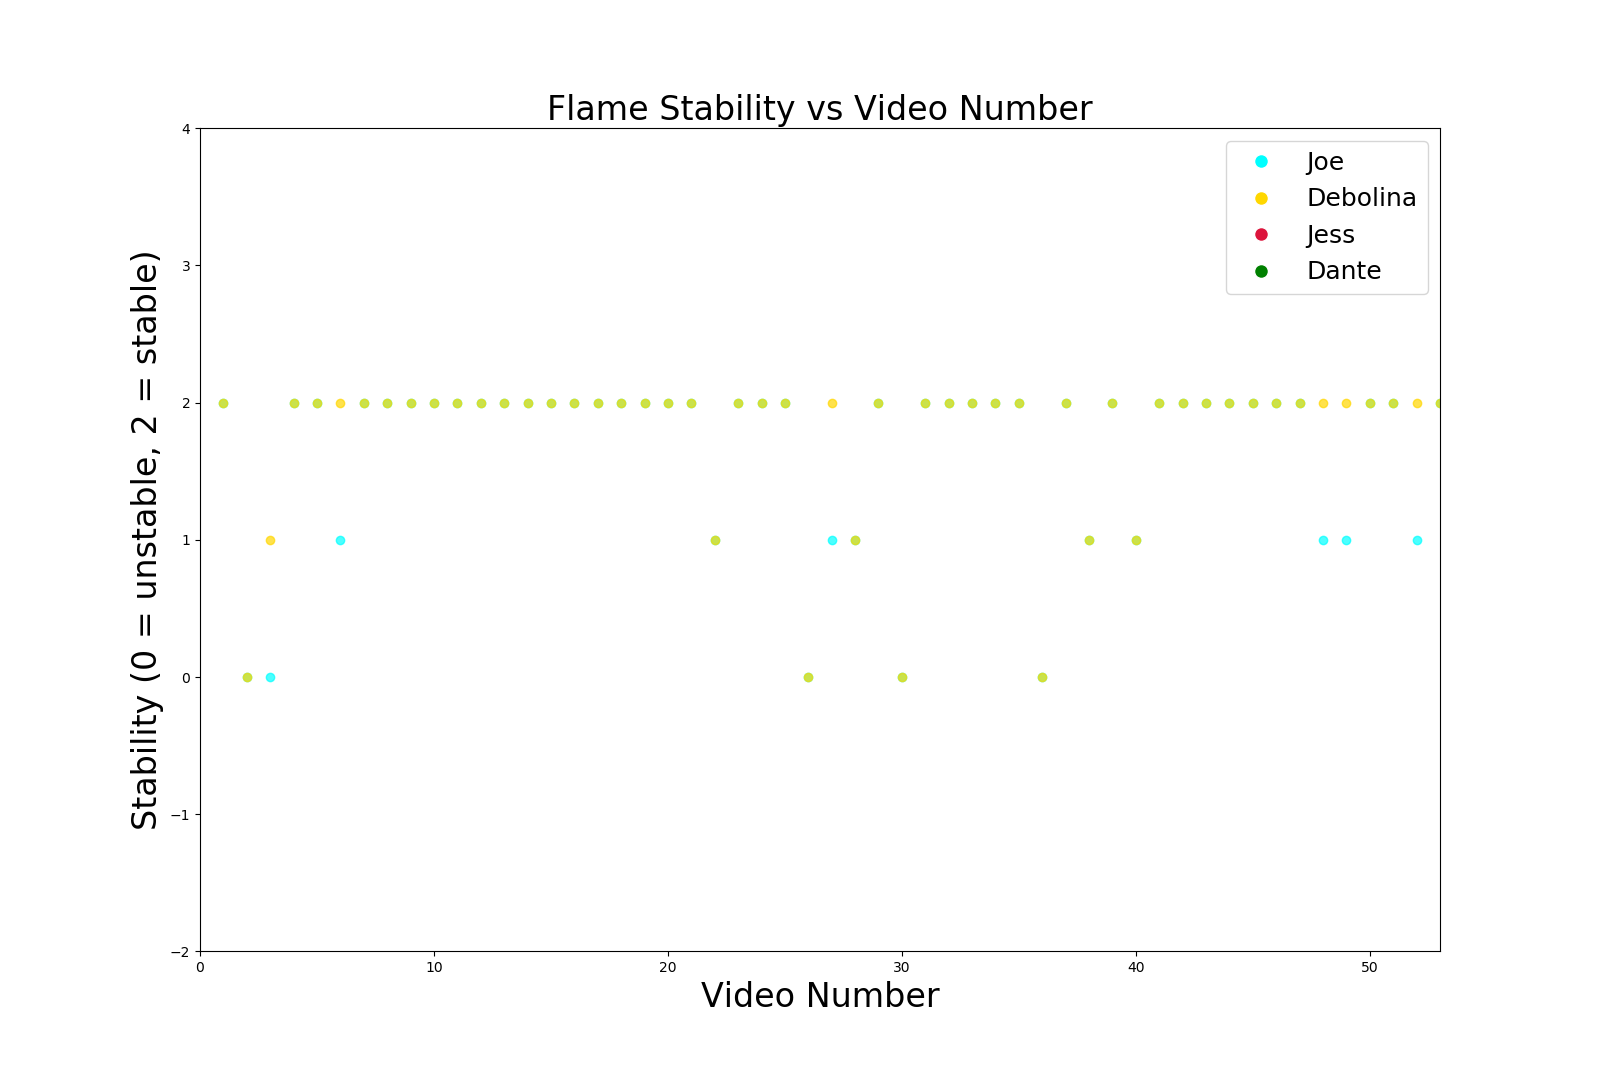 Flame Stability vs Video Number
Joe
Debolina
Jess
Dante
Stability (0 = unstable, 2 = stable)
4
3
2
1
0
−1
−2
0 10 20 30 40 50
Video Number